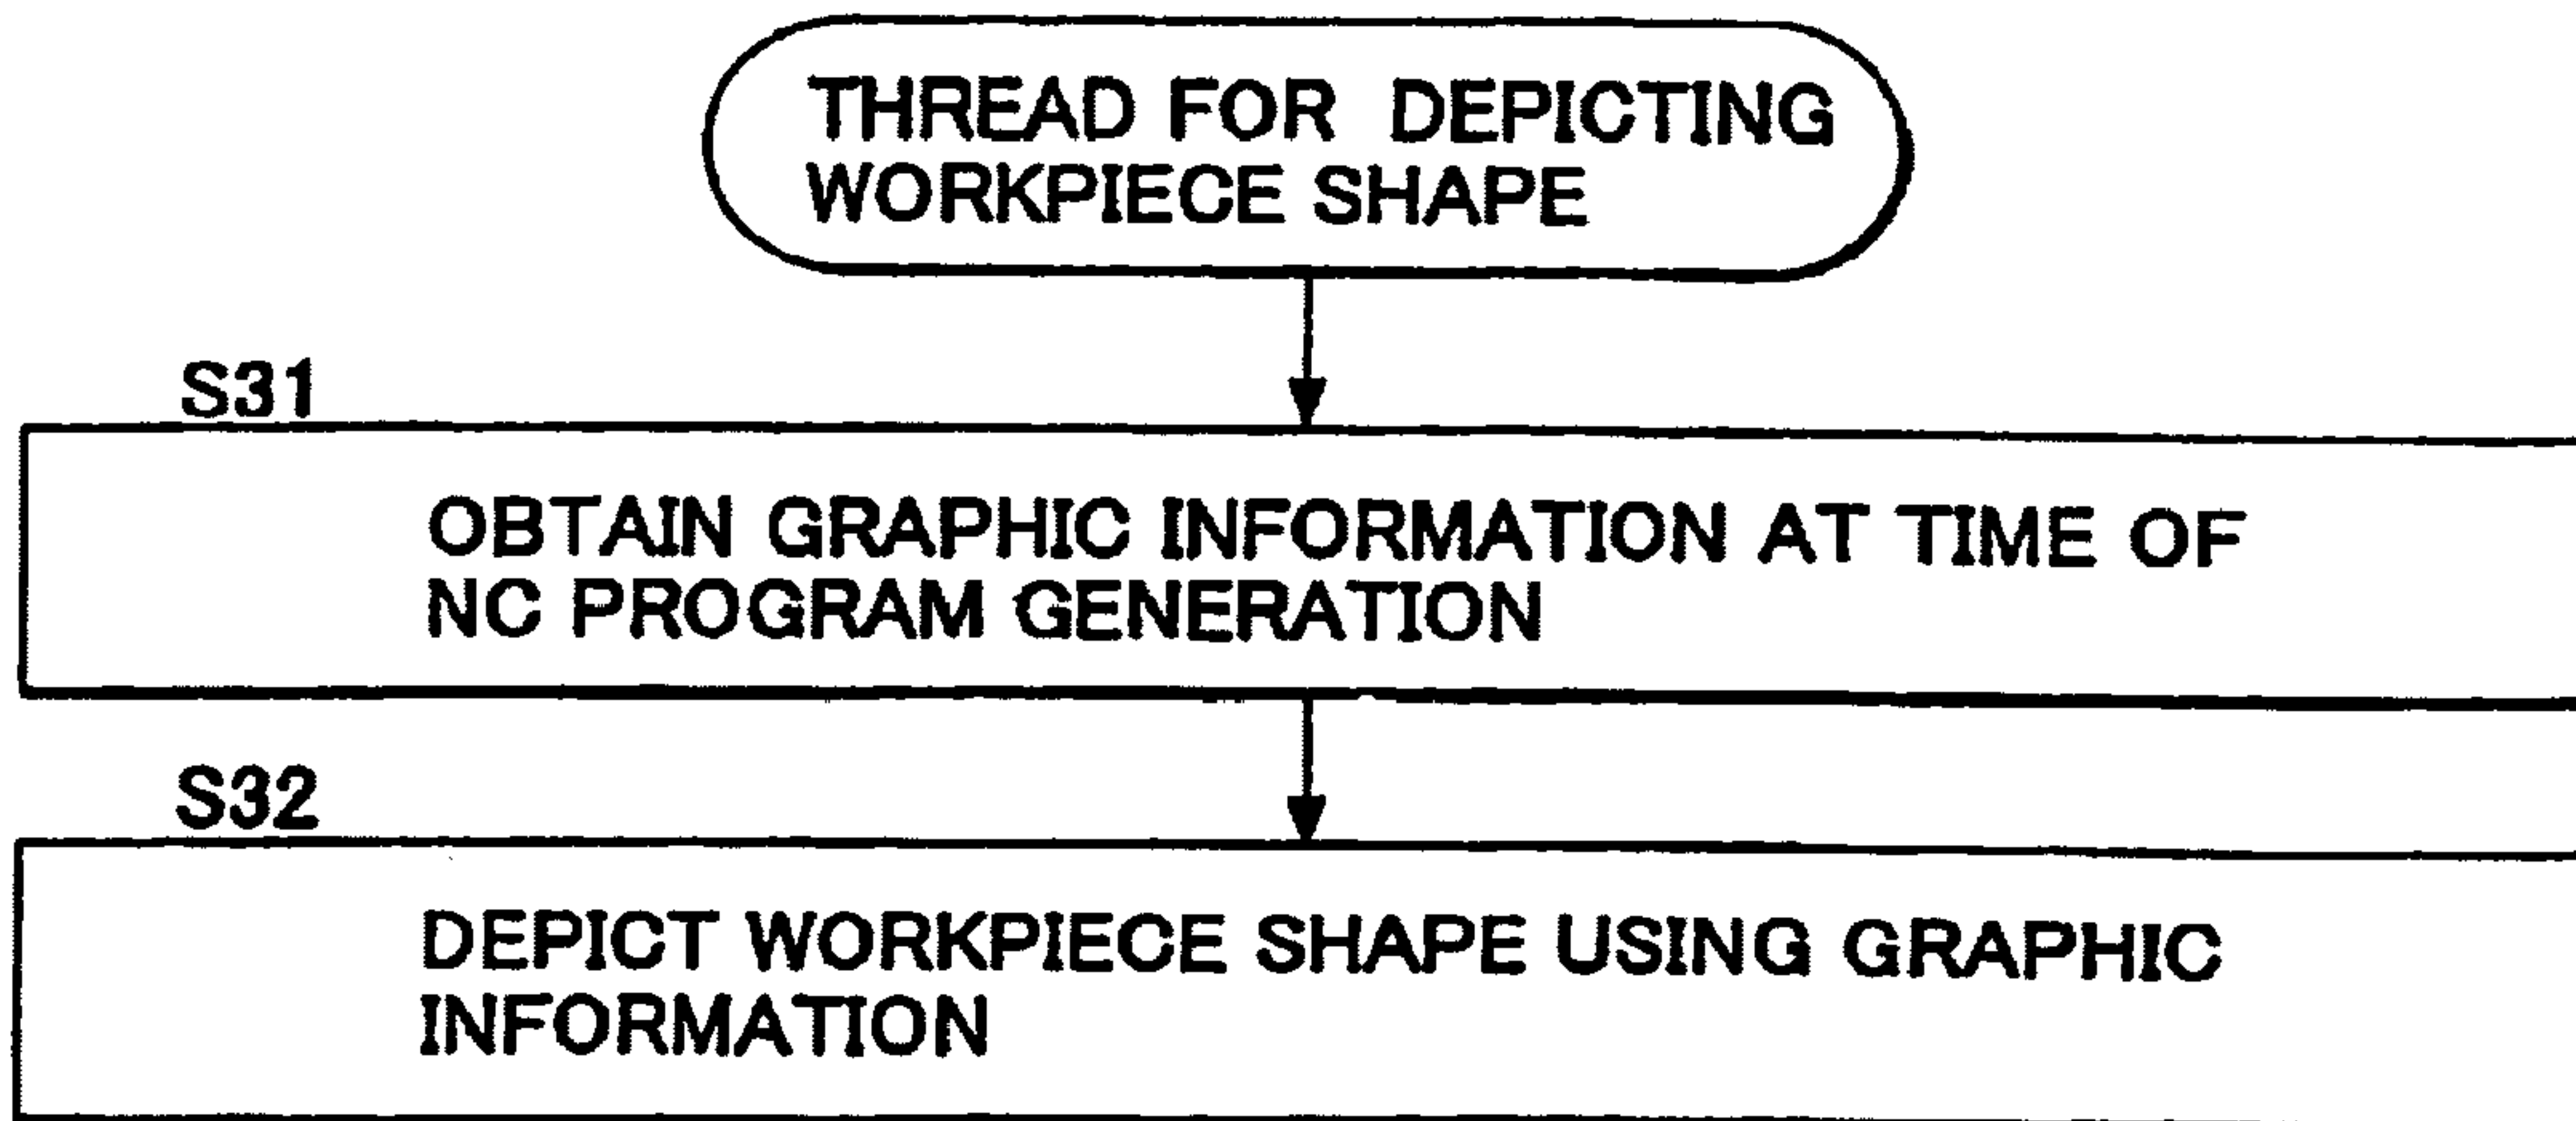 THREAD FOR DEPICTING
WORKPIECE SHAPE
S31
OBTAIN GRAPHIC INFORMATION AT TIME OF
NC PROGRAM GENERATION
S32
DEPICT WORKPIECE SHAPE USING GRAPHIC
INFORMATION